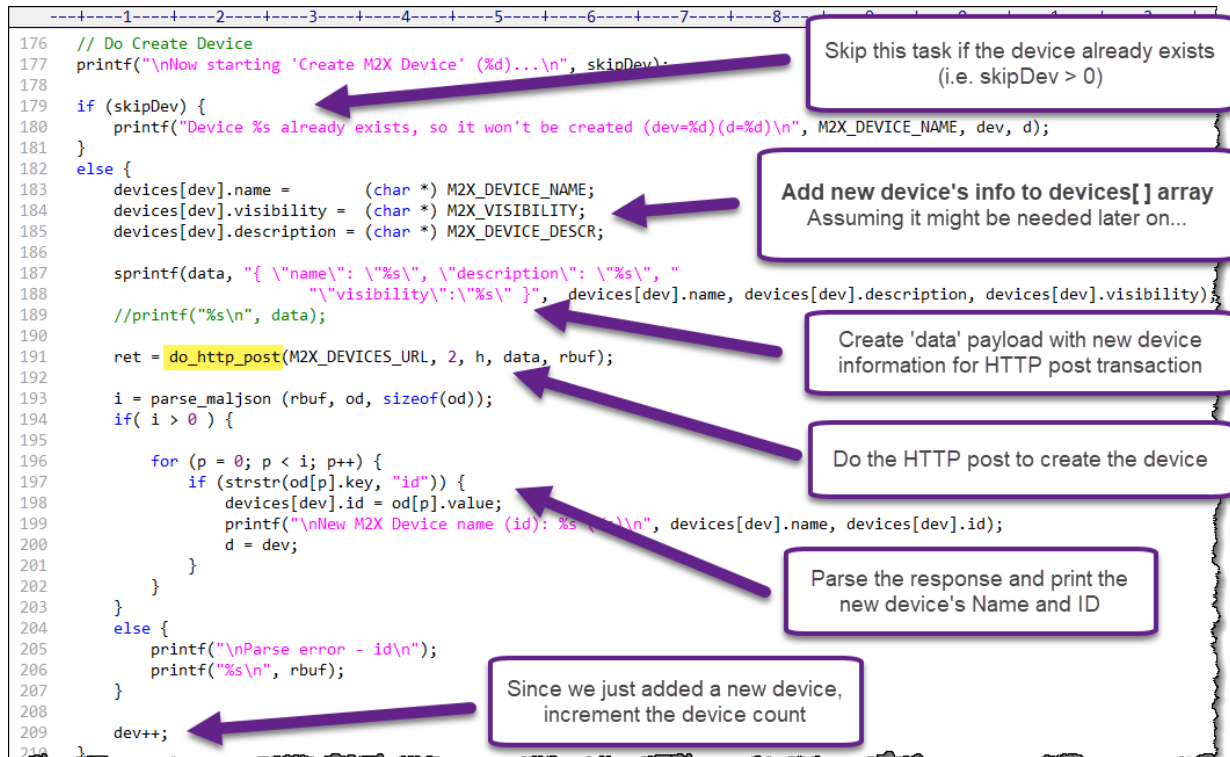 ---+----1----+----2----+----3----+----4----+----5----+----6----+----7----+----8
176 // Do Create Device
177 printf("\nNow starting 'Create M2X Device' (%d)...\n", skipDev);
178
179 if (skipDev) {
180 printf("Device %s already exists, so it won't be created (dev=%d)(d=%d)\n", M2X_DEVICE_NAME, dev, d);
181 }
182 else {
183 devices[dev].name = (char *) M2X_DEVICE_NAME;
184 devices[dev].visibility = (char *) M2X_VISIBILITY;
185 devices[dev].description = (char *) M2X_DEVICE_DESCR;
186
187 sprintf(data, "{ \"name\": \"%s\", \"description\": \"%s\", "
188 "\"visibility\":\"%s\" }", devices[dev].name, devices[dev].description, devices[dev].visibility);
189 //printf("%s\n", data);
190
191 ret = do_http_post(M2X_DEVICES_URL, 2, h, data, rbuf);
192
193 i = parse_maljson (rbuf, od, sizeof(od));
194 if( i > 0 ) {
195
196 for (p = 0; p < i; p++) {
197 if (strstr(od[p].key, "id")) {
198 devices[dev].id = od[p].value;
199 printf("\nNew M2X Device name (id): %s (%s)\n", devices[dev].name, devices[dev].id);
200 d = dev;
201 }
202 }
203 }
204 else {
205 printf("\nParse error - id\n");
206 printf("%s\n", rbuf);
207 }
208
209 dev++;
210 }
Skip this task if the device already exists
(i.e. skipDev > 0)
Add new device's info to devices[ ] array
Assuming it might be needed later on...
Create 'data' payload with new device
information for HTTP post transaction
Do the HTTP post to create the device
Parse the response and print the
new device's Name and ID
Since we just added a new device,
increment the device count